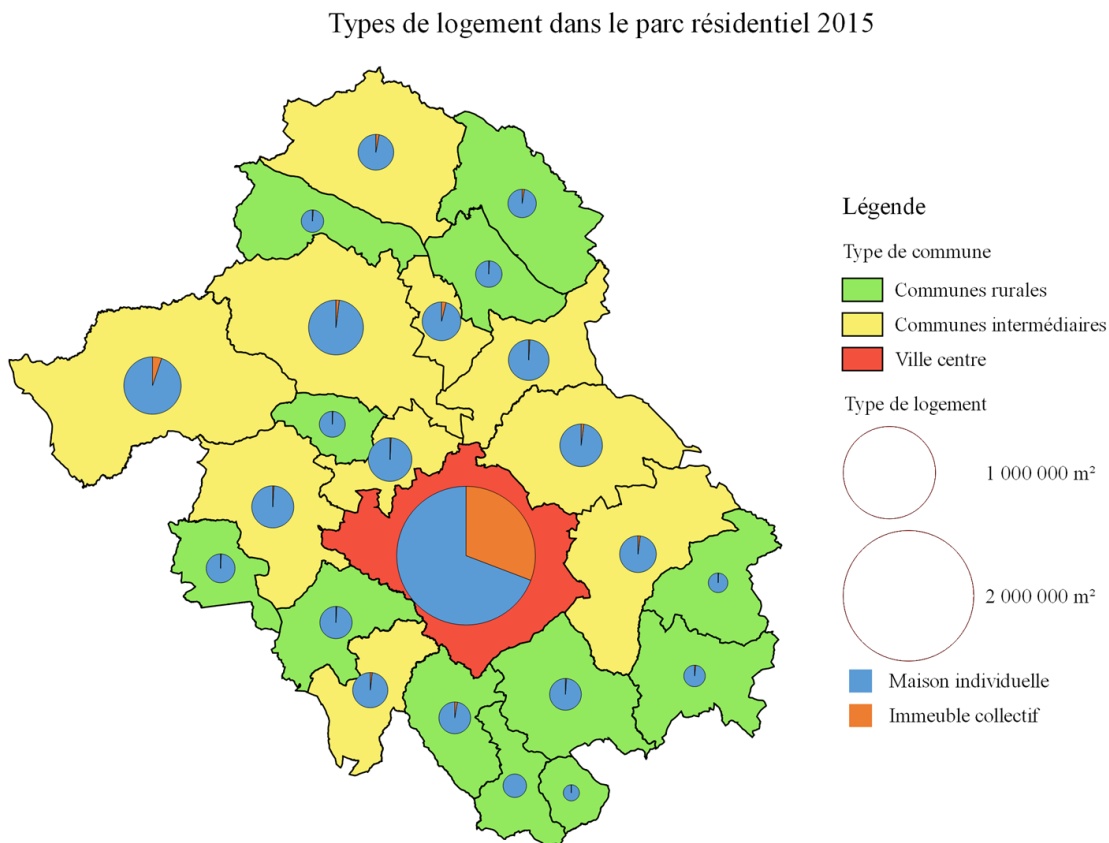 Types de logement dans le parc résidentiel 2015
Légende
Type de commune
Communes rurales
Communes intermédiaires
Ville centre
Type de logement
1 000 000 m²
2 000 000 m²
Maison individuelle
Immeuble collectif